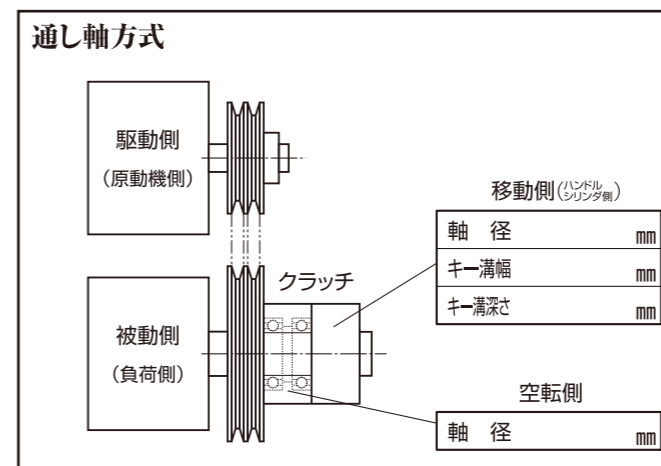 通し軸方式
駆動側
(原動機側)
移動側(ハンドルシリンダ側)
軸 径 mm
キー溝幅 mm
キー溝深さ mm
クラッチ
被動側
(負荷側)
空転側
軸 径 mm